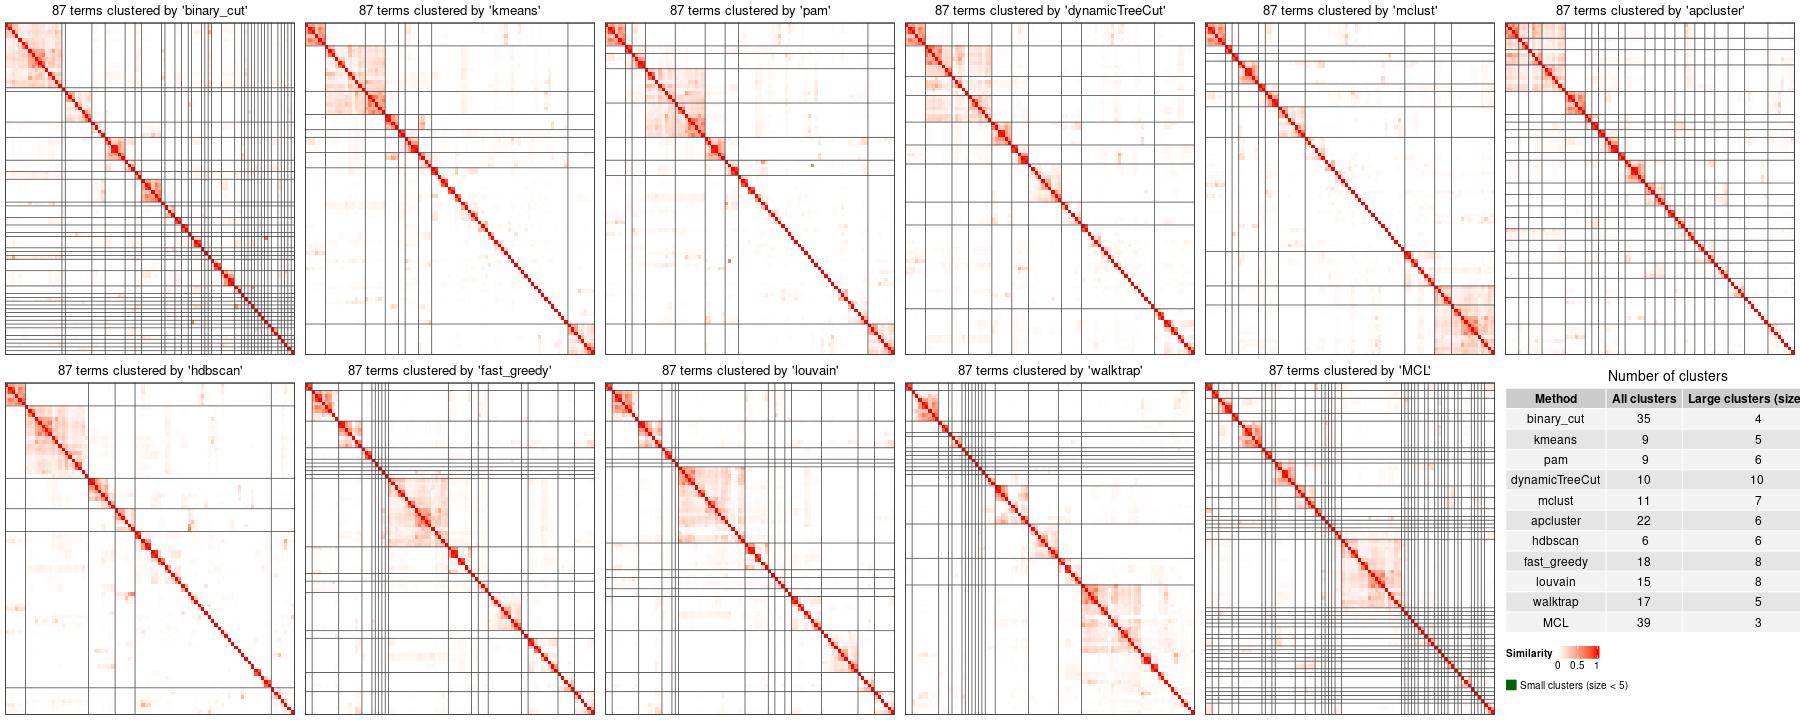 87 terms clustered by 'binary_cut'
87 terms clustered by 'kmeans'
87 terms clustered by 'pam'
87 terms clustered by 'dynamicTreeCut'
87 terms clustered by 'mclust'
87 terms clustered by 'apcluster'
87 terms clustered by 'hdbscan'
87 terms clustered by 'fast_greedy'
87 terms clustered by 'louvain'
87 terms clustered by 'walktrap'
87 terms clustered by 'MCL'
Number of clusters
Method All clusters Large clusters (size
binary_cut 35 4
kmeans 9 5
pam 9 6
dynamicTreeCut 10 10
mclust 11 7
apcluster 22 6
hdbscan 6 6
fast_greedy 18 8
louvain 15 8
walktrap 17 5
MCL 39 3
Similarity
0 0.5 1
Small clusters (size < 5)